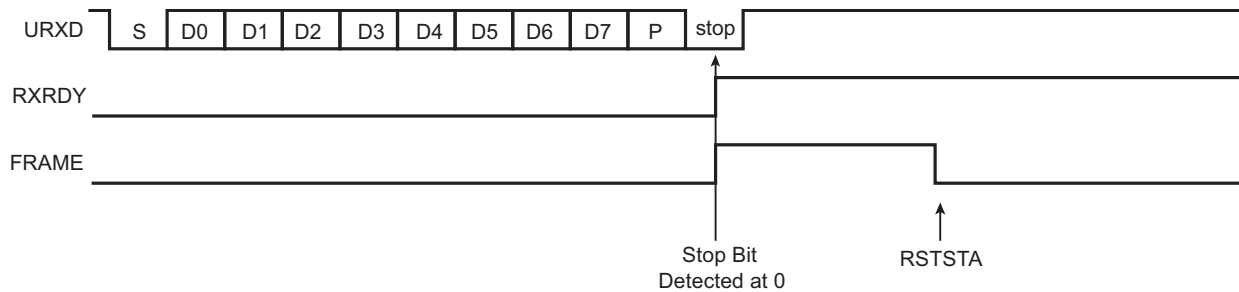 URXD S D0 D1 D2 D3 D4 D5 D6 D7 P stop
RXRDY
FRAME
Stop Bit RSTSTA
Detected at 0